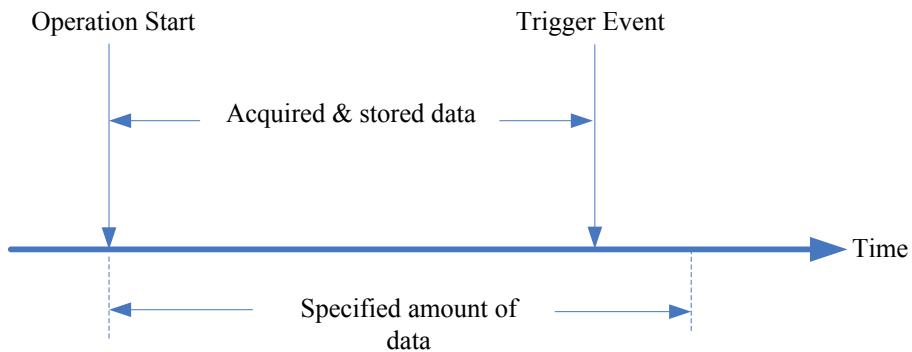 Operation Start
Trigger Event
Acquired & stored data
Time
Specified amount of
data